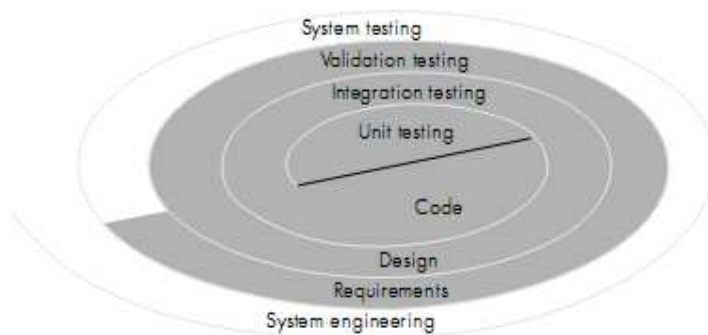 System testing
Validation testing
Integration testing
Unit testing
Code
Design
Requirements
System engineering